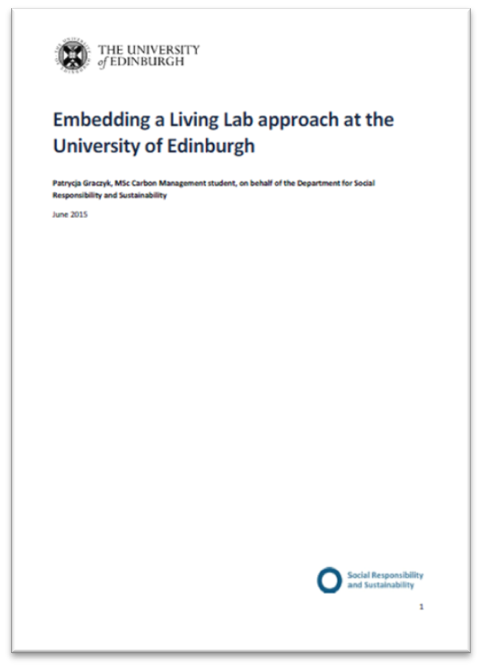 THE UNIVERSITY
of EDINBURGH
Embedding a Living Lab approach at the
University of Edinburgh
Patrycja Graczyk, MSc Carbon Management student, on behalf of the Department for Social
Responsibility and Sustainability
June 2015
Social Responsibility
and Sustainability
1